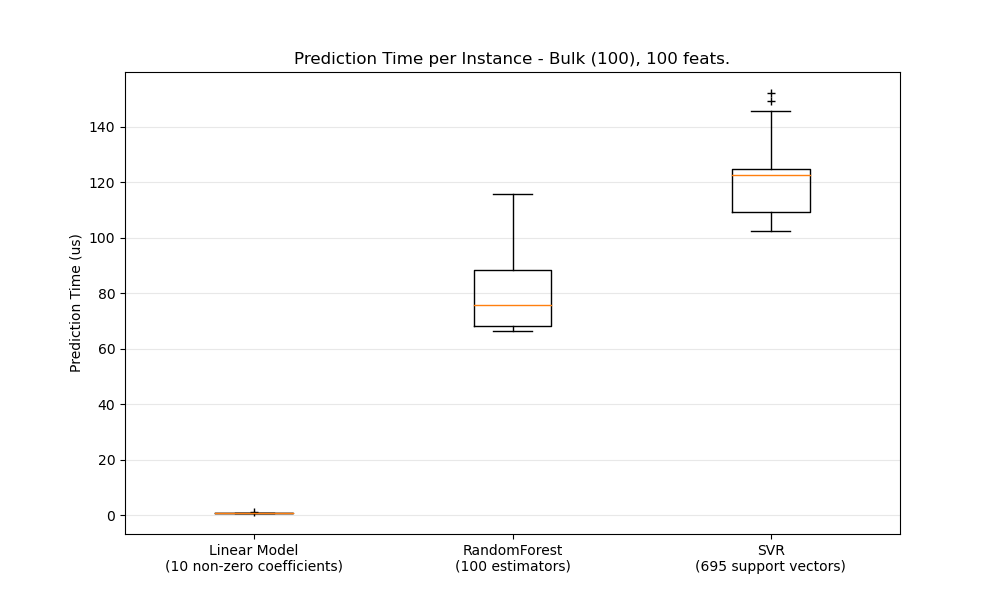 Prediction Time per Instance - Bulk (100), 100 feats.
Prediction Time (us)
140
120
100
80
60
40
20
0
Linear Model
(10 non-zero coefficients)
RandomForest
(100 estimators)
SVR
(695 support vectors)